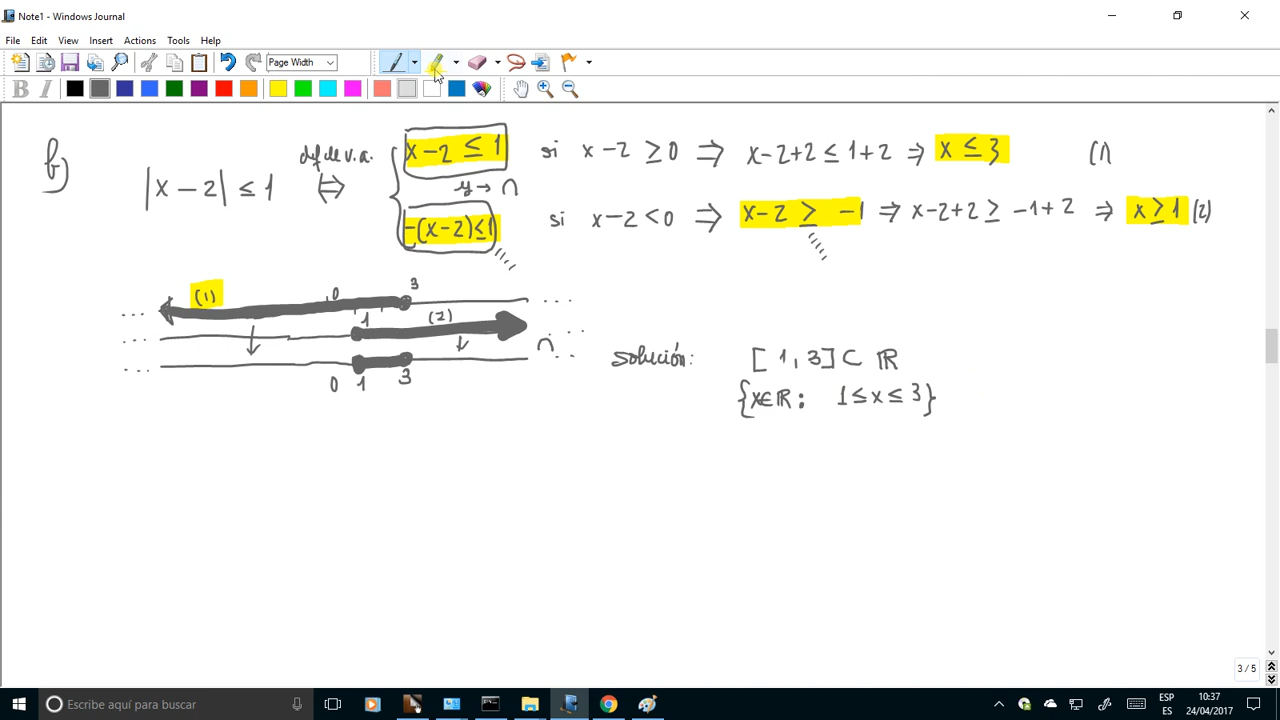 Note1 - Windows Journal
File Edit View Insert Actions Tools Help
Page Width
B I
b)
|x - 2| ≤ 1 ⇔ def de v.a.
x - 2 ≤ 1 si x - 2 ≥ 0 ⇒ x-2+2 ≤ 1+2 ⇒ x ≤ 3 (1)
y → ∩
-(x-2) ≤ 1 si x-2 < 0 ⇒ x-2 ≥ -1 ⇒ x-2+2 ≥ -1+2 ⇒ x ≥ 1 (2)
... (1) 0 3 ...
... 1 (2) ...
∩
... 0 1 3 ...
Solución: [1, 3] ⊂ ℝ
{x∈ℝ: 1 ≤ x ≤ 3}
3 / 5
Escribe aquí para buscar
ESP 10:37
ES 24/04/2017